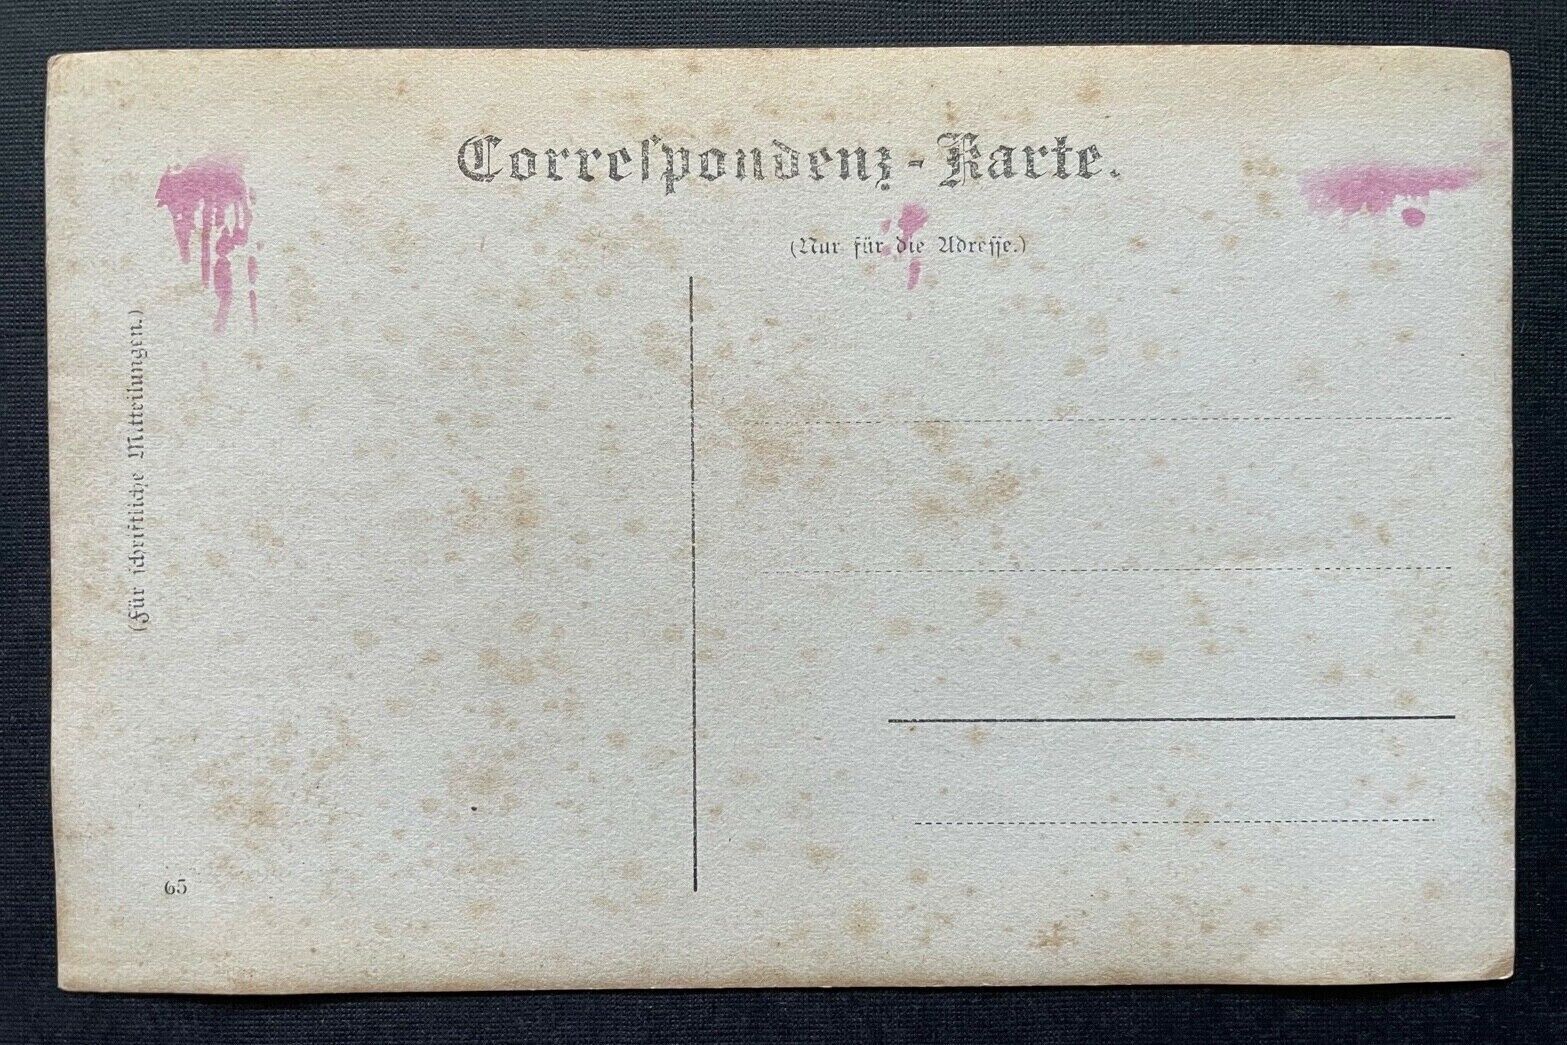 Correſpondenz-Karte.
(Nur für die Adreſſe.)
(Für ſchriftliche Mitteilungen.)
65